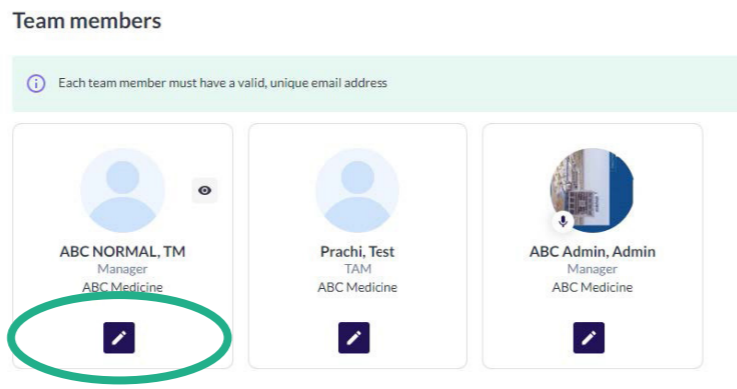 Team members
Each team member must have a valid, unique email address
ABC NORMAL, TM
Manager
ABC Medicine
Prachi, Test
TAM
ABC Medicine
ABC Admin, Admin
Manager
ABC Medicine